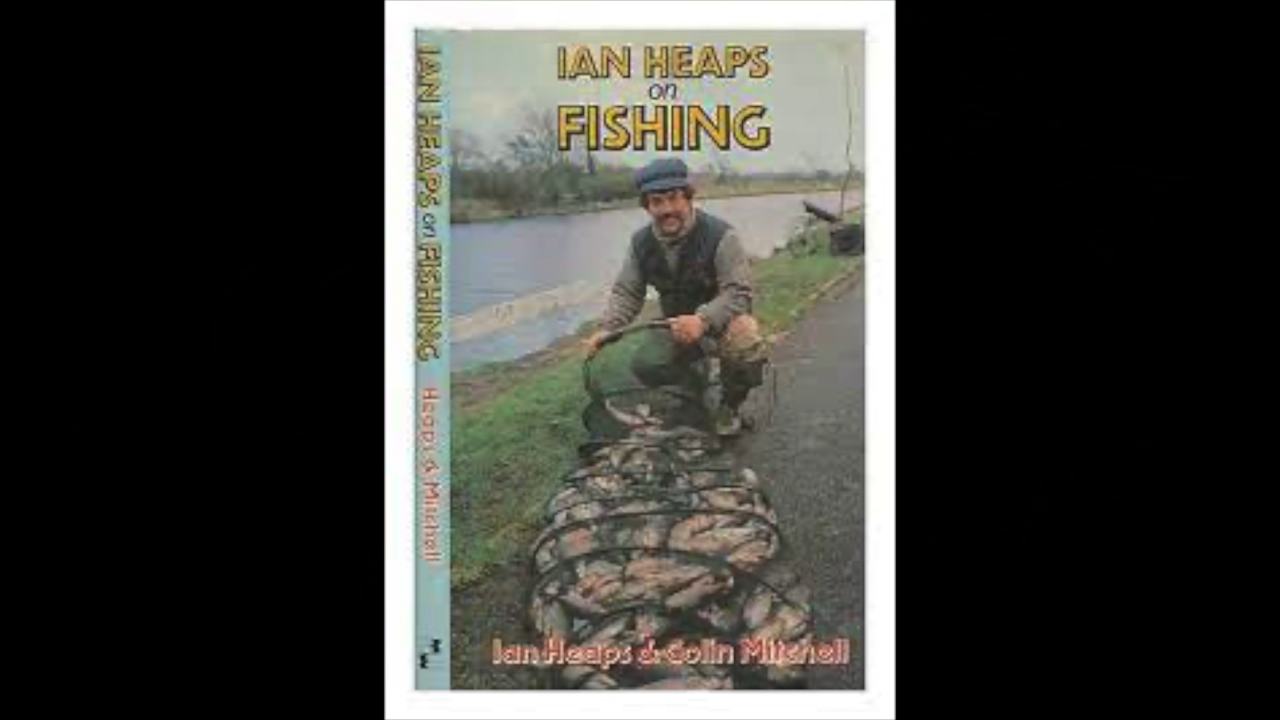 IAN HEAPS
on
FISHING
Ian Heaps & Colin Mitchell
IAN HEAPS on FISHING
Heaps & Mitchell